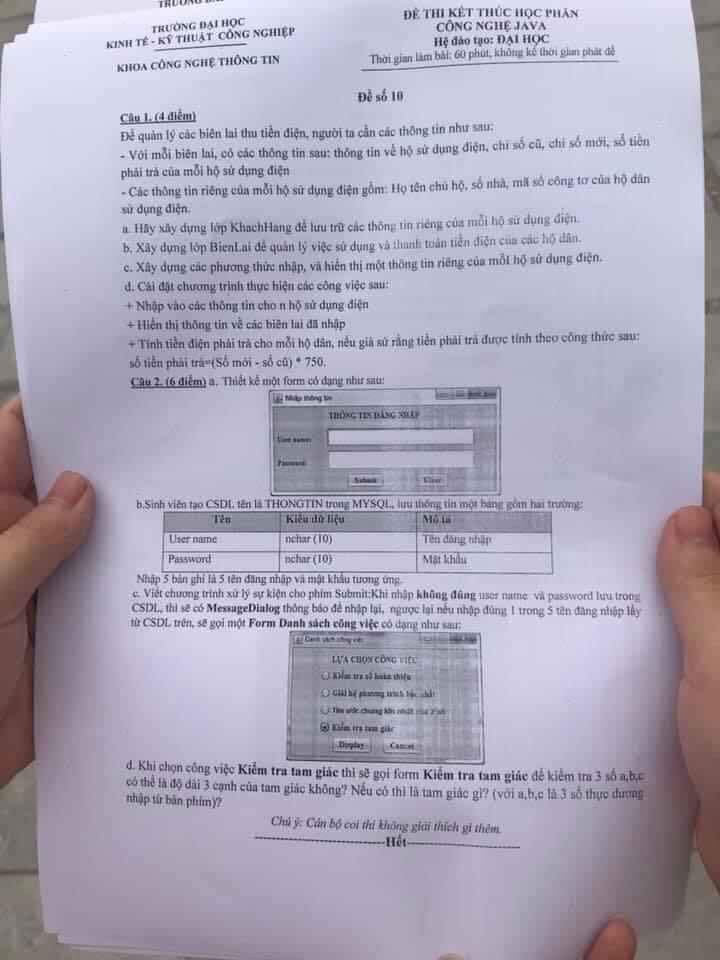 TRƯỜNG ĐẠI HỌC
KINH TẾ - KỸ THUẬT CÔNG NGHIỆP
KHOA CÔNG NGHỆ THÔNG TIN
ĐỀ THI KẾT THÚC HỌC PHẦN
CÔNG NGHỆ JAVA
Hệ đào tạo: ĐẠI HỌC
Thời gian làm bài: 60 phút, không kể thời gian phát đề
Đề số 10
Câu 1. (4 điểm)
Để quản lý các biên lai thu tiền điện, người ta cần các thông tin như sau:
- Với mỗi biên lai, có các thông tin sau: thông tin về hộ sử dụng điện, chỉ số cũ, chỉ số mới, số tiền
phải trả của mỗi hộ sử dụng điện
- Các thông tin riêng của mỗi hộ sử dụng điện gồm: Họ tên chủ hộ, số nhà, mã số công tơ của hộ dân
sử dụng điện.
a. Hãy xây dựng lớp KhachHang để lưu trữ các thông tin riêng của mỗi hộ sử dụng điện.
b. Xây dựng lớp BienLai để quản lý việc sử dụng và thanh toán tiền điện của các hộ dân.
c. Xây dựng các phương thức nhập, và hiển thị một thông tin riêng của mỗi hộ sử dụng điện.
d. Cài đặt chương trình thực hiện các công việc sau:
+ Nhập vào các thông tin cho n hộ sử dụng điện
+ Hiển thị thông tin về các biên lai đã nhập
+ Tính tiền điện phải trả cho mỗi hộ dân, nếu giả sử rằng tiền phải trả được tính theo công thức sau:
số tiền phải trả=(Số mới - số cũ) * 750.
Câu 2. (6 điểm) a. Thiết kế một form có dạng như sau:
Nhập thông tin
THÔNG TIN ĐĂNG NHẬP
User name:
Password
Submit Clear
b.Sinh viên tạo CSDL tên là THONGTIN trong MYSQL, lưu thông tin một bảng gồm hai trường:
Tên Kiểu dữ liệu Mô tả
User name nchar (10) Tên đăng nhập
Password nchar (10) Mật khẩu
Nhập 5 bản ghi là 5 tên đăng nhập và mật khẩu tương ứng.
c. Viết chương trình xử lý sự kiện cho phím Submit:Khi nhập không đúng user name và password lưu trong
CSDL, thì sẽ có MessageDialog thông báo để nhập lại, ngược lại nếu nhập đúng 1 trong 5 tên đăng nhập lấy
từ CSDL trên, sẽ gọi một Form Danh sách công việc có dạng như sau:
Danh sách công việc
LỰA CHỌN CÔNG VIỆC
Kiểm tra số hoàn thiện
Giải hệ phương trình bậc nhất
Tìm ước chung lớn nhất của 2 số
Kiểm tra tam giác
Display Cancel
d. Khi chọn công việc Kiểm tra tam giác thì sẽ gọi form Kiểm tra tam giác để kiểm tra 3 số a,b,c
có thể là độ dài 3 cạnh của tam giác không? Nếu có thì là tam giác gì? (với a,b,c là 3 số thực dương
nhập từ bàn phím)?
Chú ý: Cán bộ coi thi không giải thích gì thêm.
Hết